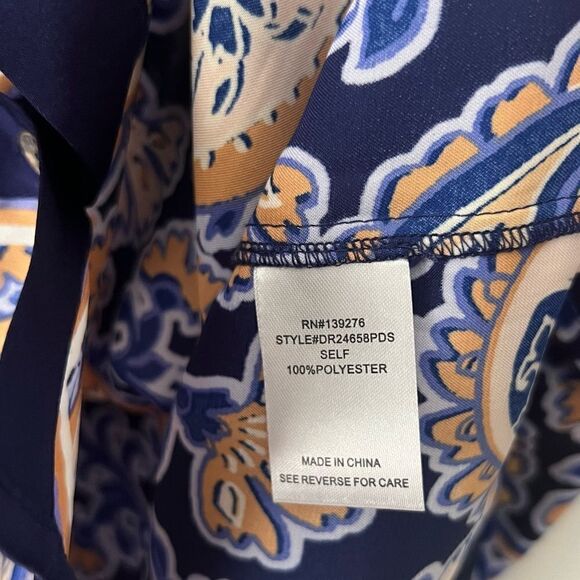 RN#139276
STYLE#DR24658PDS
SELF
100%POLYESTER
MADE IN CHINA
SEE REVERSE FOR CARE